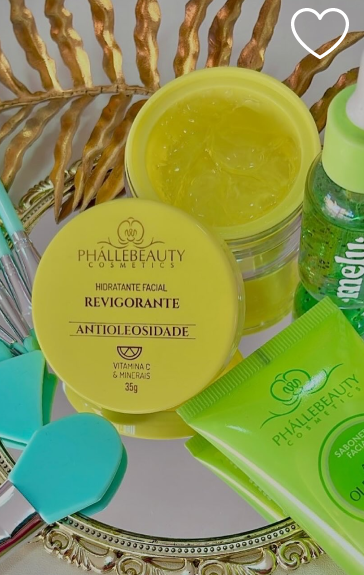 PHÁLLEBEAUTY
COSMETICS
HIDRATANTE FACIAL
REVIGORANTE
ANTIOLEOSIDADE
VITAMINA C
& MINERAIS
35g
PHÁLLEBEAUTY
COSMETICS